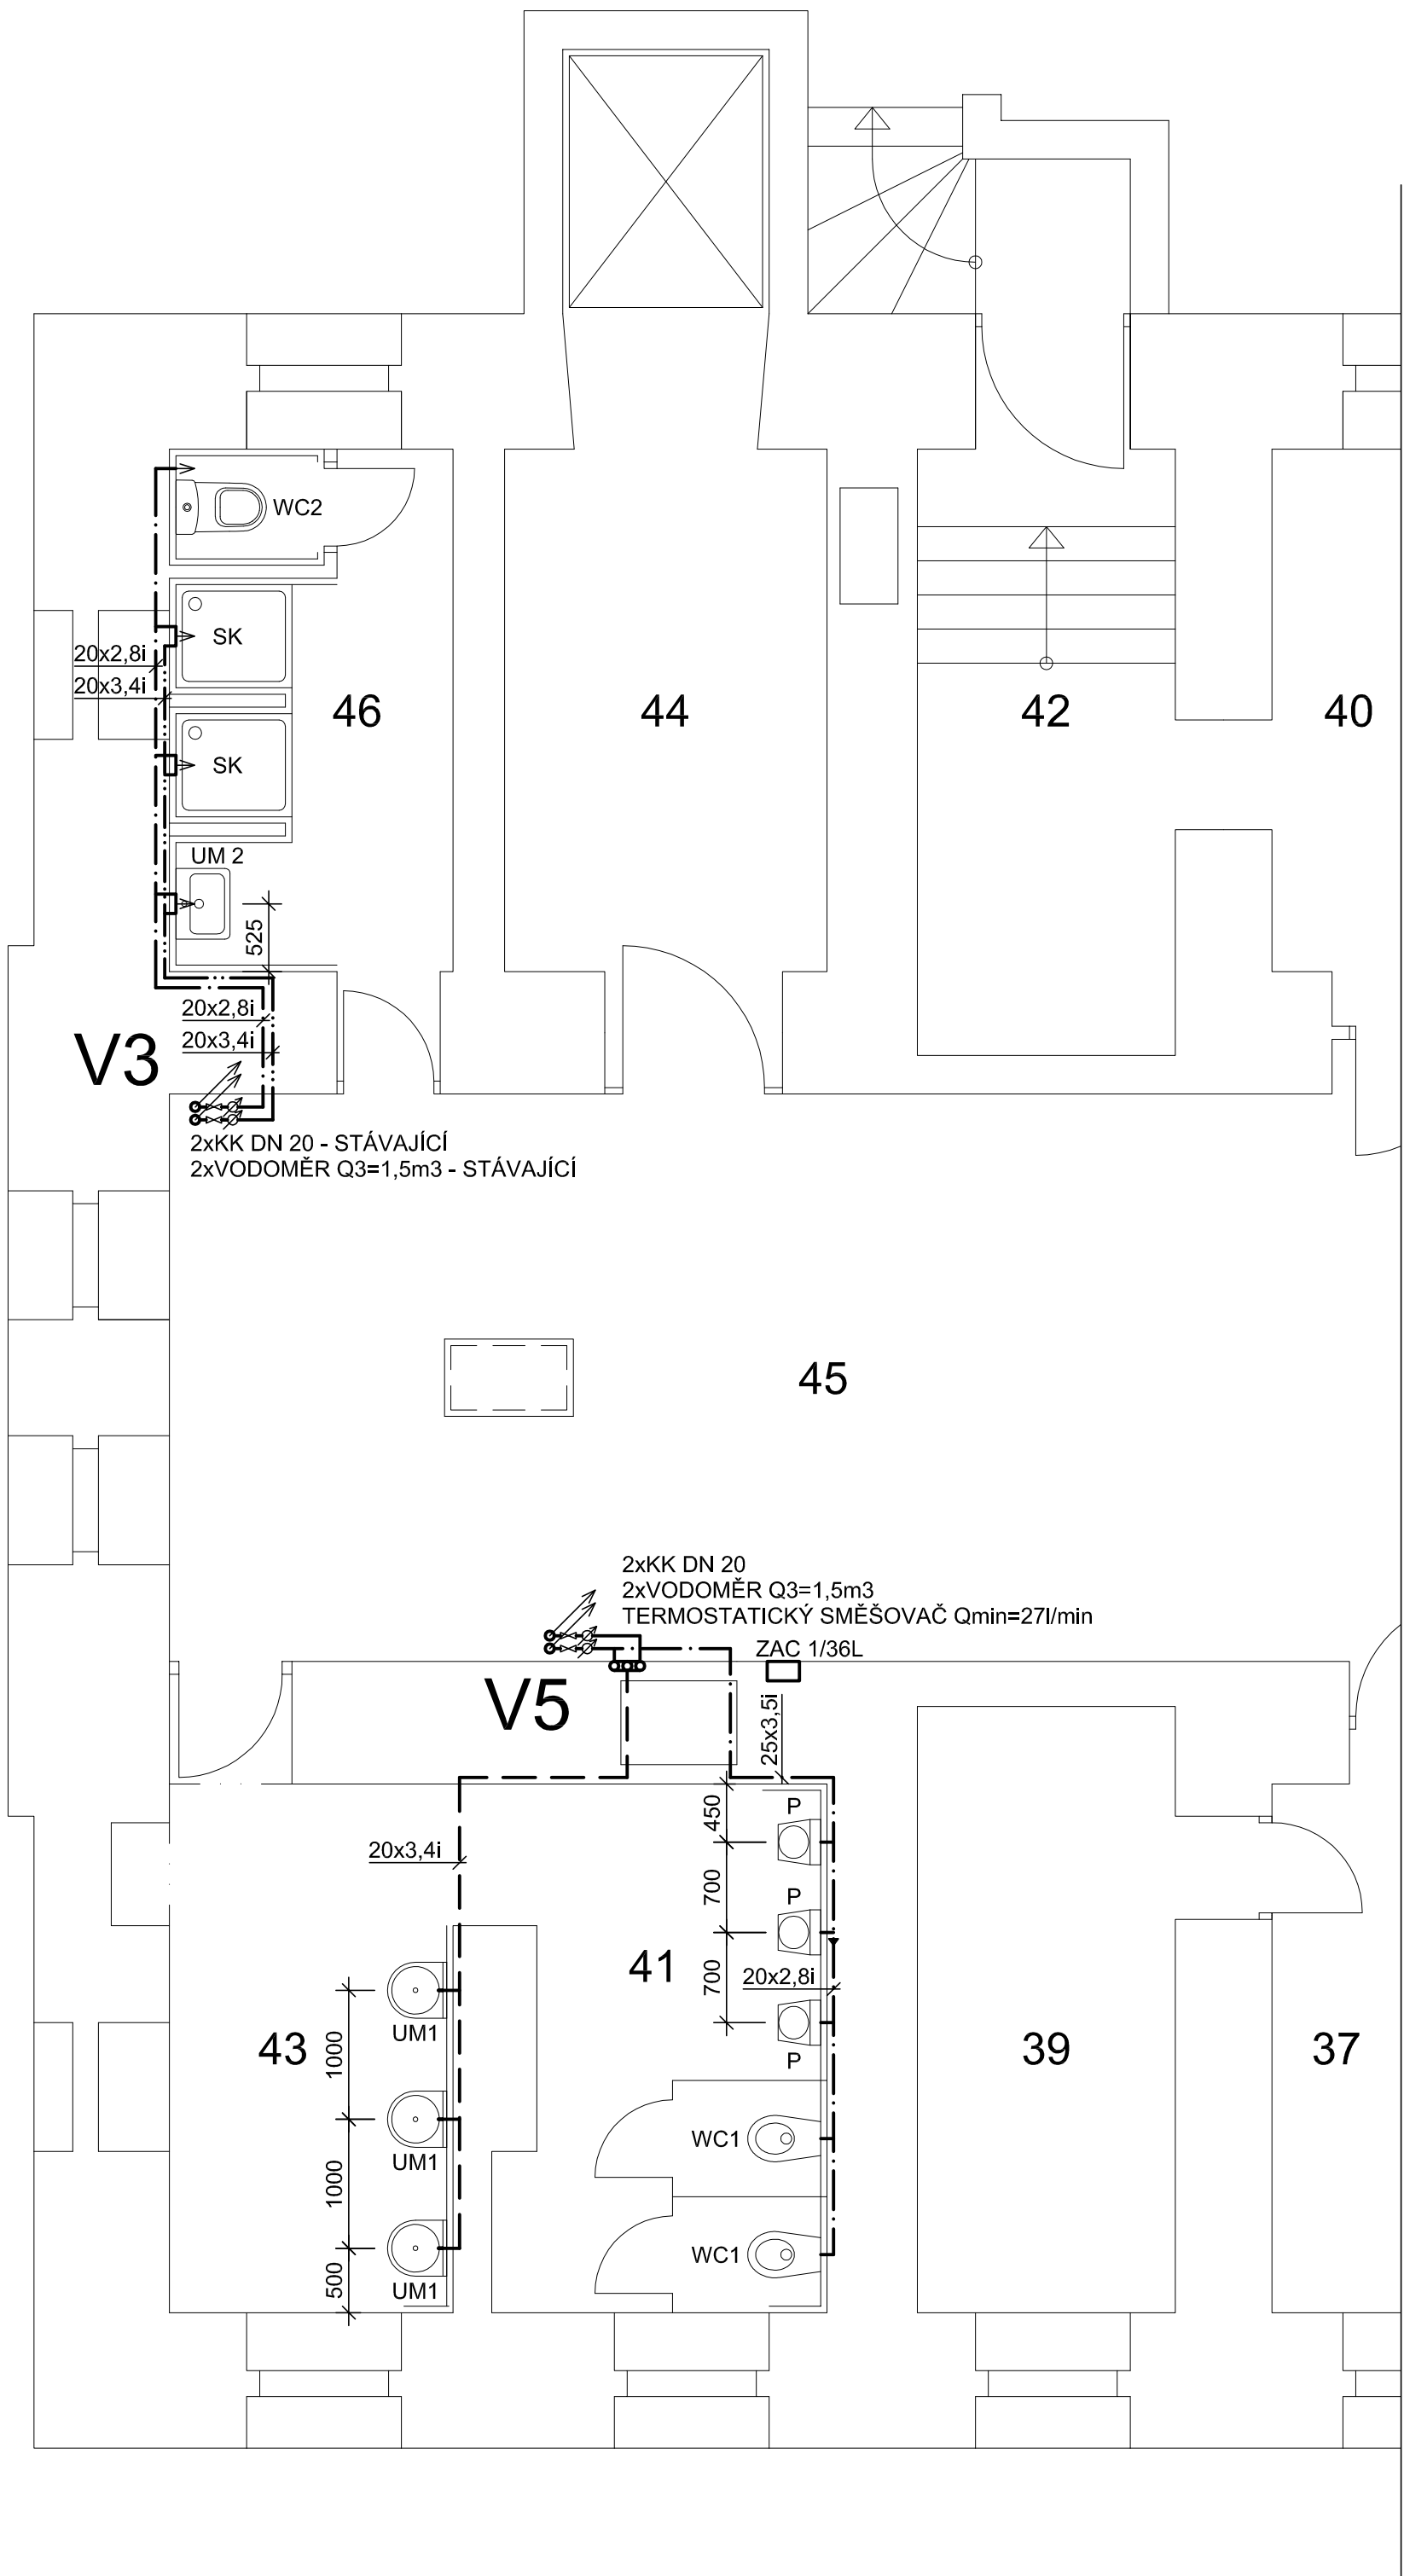 WC2
SK
20x2,8i
20x3,4i
46
44
42
40
SK
UM 2
525
20x2,8i
20x3,4i
V3
2xKK DN 20 - STÁVAJÍCÍ
2xVODOMĚR Q3=1,5m3 - STÁVAJÍCÍ
45
2xKK DN 20
2xVODOMĚR Q3=1,5m3
TERMOSTATICKÝ SMĚŠOVAČ Qmin=27l/min
ZAC 1/36L
V5
25x3,5i
450
P
20x3,4i
700
P
41
700
20x2,8i
43
1000
UM1
P
39
37
WC1
1000
UM1
WC1
500
UM1